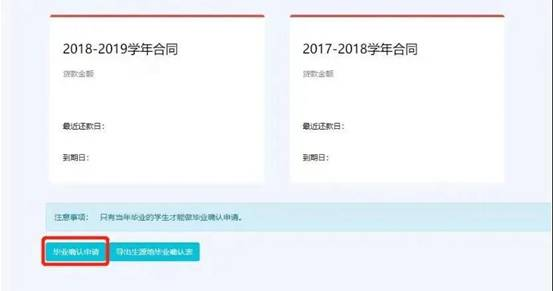 2018-2019学年合同
贷款金额
最近还款日:
到期日:
2017-2018学年合同
贷款金额
最近还款日:
到期日:
注意事项: 只有当年毕业的学生才能做毕业确认申请。
毕业确认申请
导出生源地毕业确认表